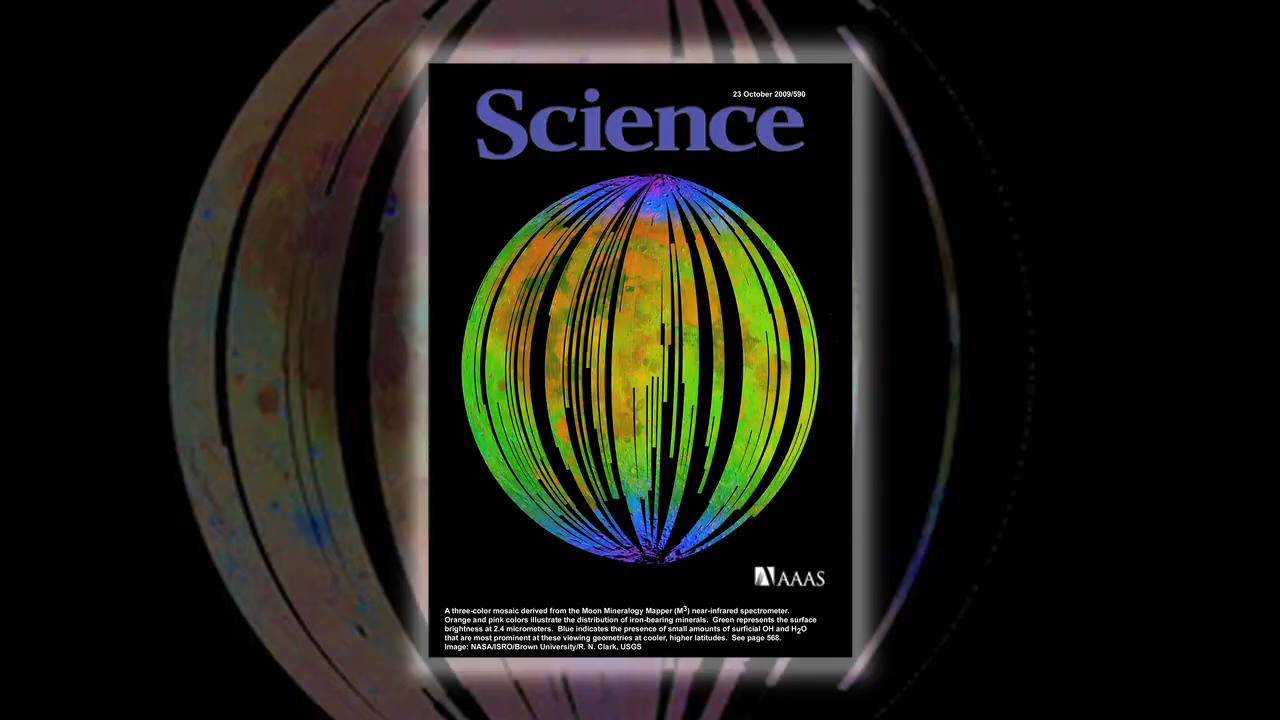 23 October 2009/590
Science
AAAS
A three-color mosaic derived from the Moon Mineralogy Mapper (M3) near-infrared spectrometer.
Orange and pink colors illustrate the distribution of iron-bearing minerals.  Green represents the surface
brightness at 2.4 micrometers.  Blue indicates the presence of small amounts of surficial OH and H2O
that are most prominent at these viewing geometries at cooler, higher latitudes.  See page 568.
Image: NASA/ISRO/Brown University/R. N. Clark, USGS